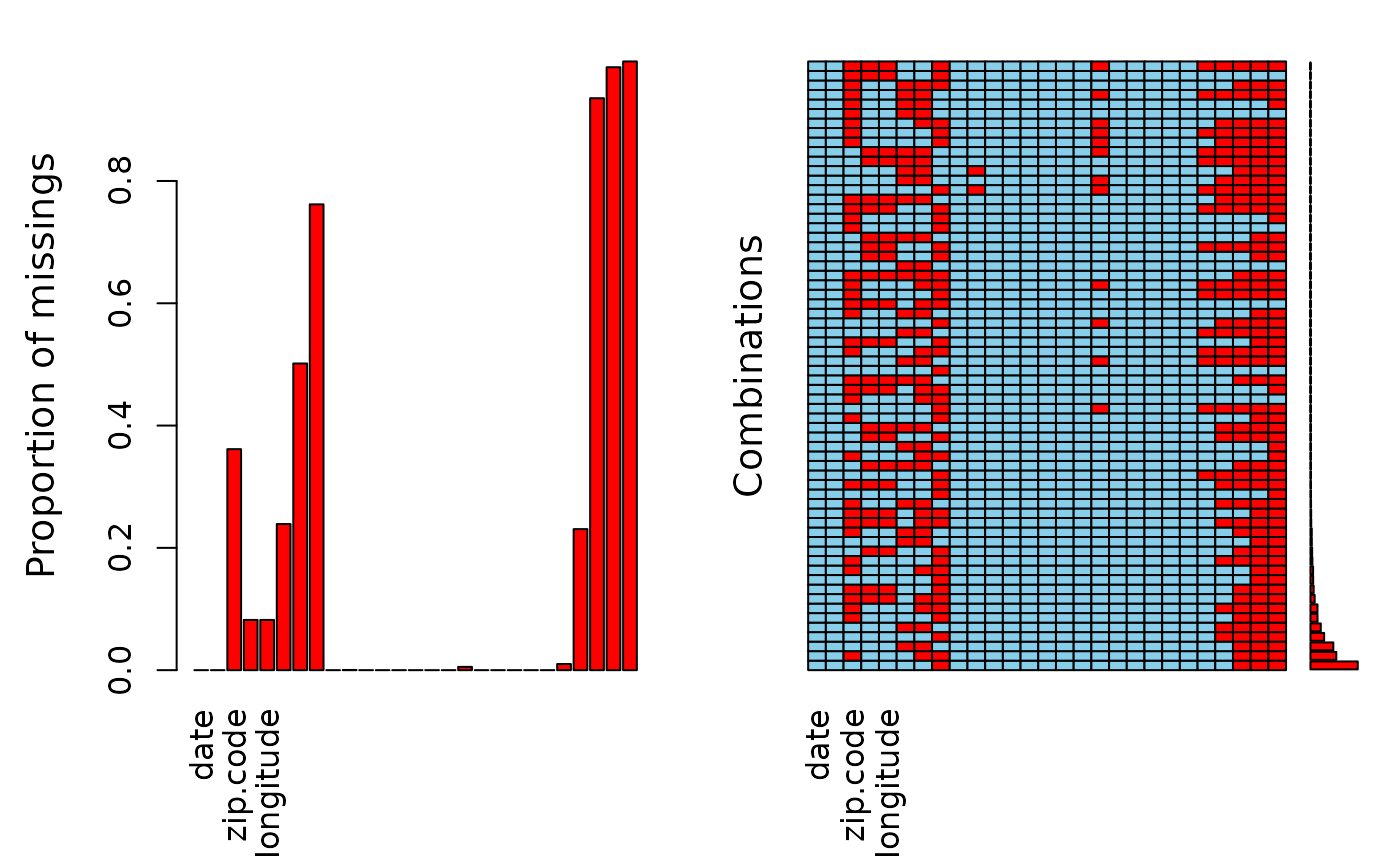 Proportion of missings
0.8
0.6
0.4
0.2
0.0
date
zip.code
longitude
Combinations
date
zip.code
longitude